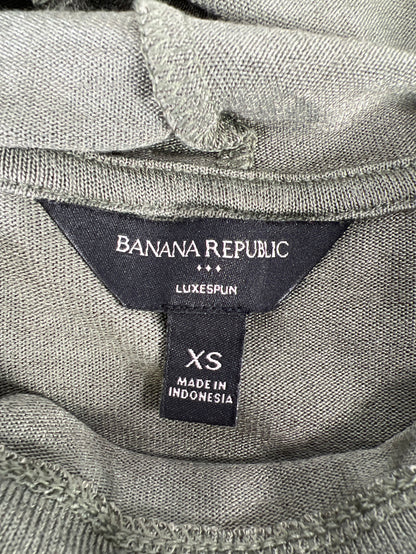 BANANA REPUBLIC
LUXESPUN
XS
MADE IN
INDONESIA